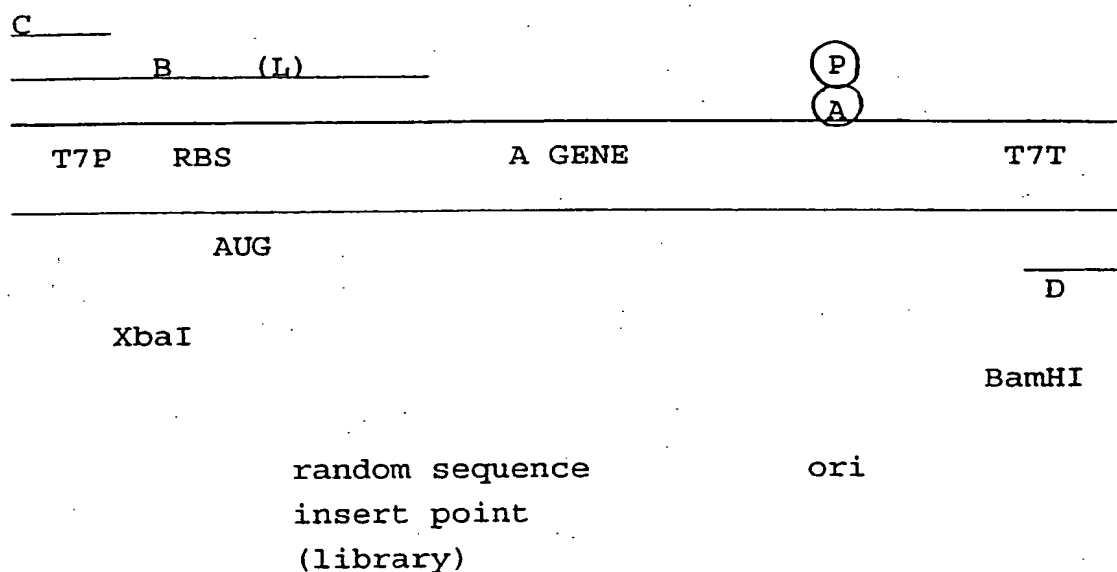 C
B (L) P
A
T7P RBS A GENE T7T
AUG
D
XbaI
BamHI
random sequence ori
insert point
(library)